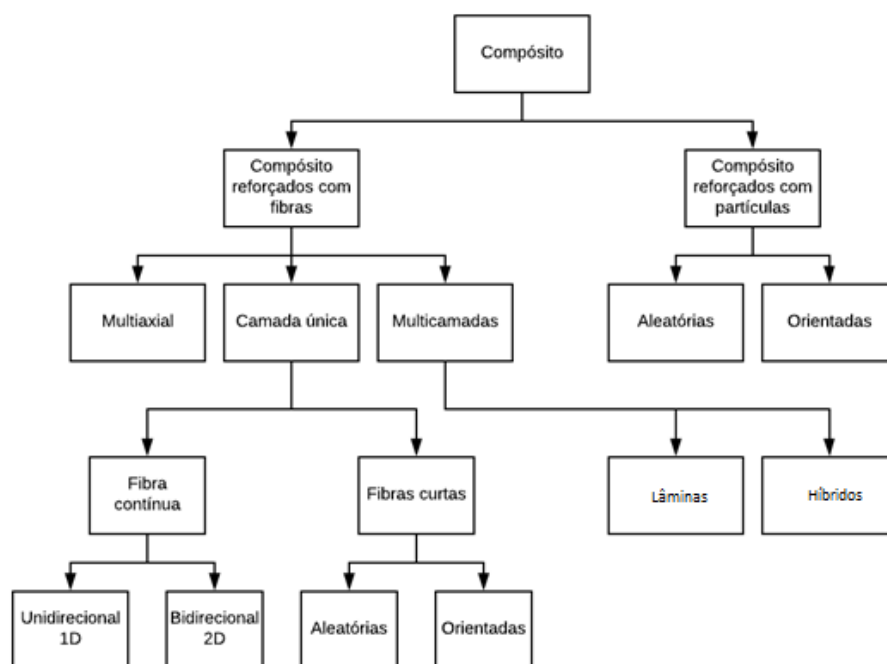 Compósito
Compósito
reforçados com
fibras
Compósito
reforçados com
partículas
Multiaxial
Camada única
Multicamadas
Aleatórias
Orientadas
Fibra
contínua
Fibras curtas
Lâminas
Híbridos
Unidirecional
1D
Bidirecional
2D
Aleatórias
Orientadas